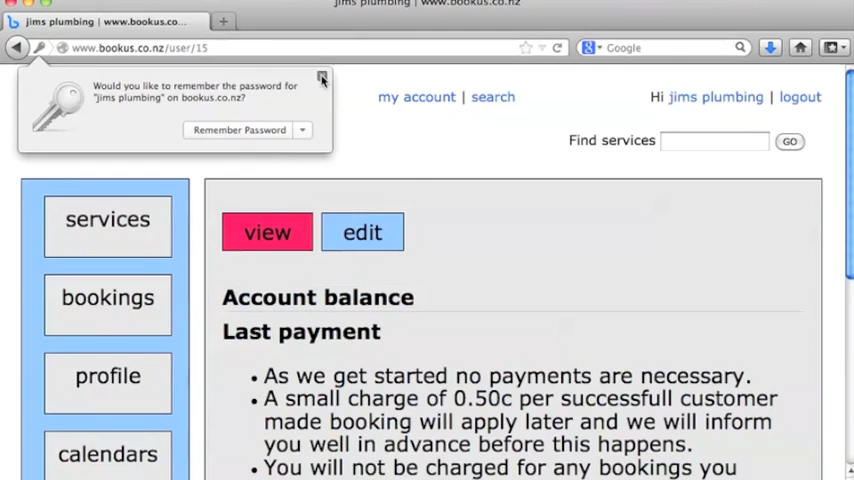 jims plumbing | www.bookus.co.nz
jims plumbing | www.bookus.co...
www.bookus.co.nz/user/15
Google
Would you like to remember the password for
"jims plumbing" on bookus.co.nz?
Remember Password
my account | search
Hi jims plumbing | logout
Find services
GO
services
bookings
profile
calendars
view
edit
Account balance
Last payment
• As we get started no payments are necessary.
• A small charge of 0.50c per successfull customer
made booking will apply later and we will inform
you well in advance before this happens.
• You will not be charged for any bookings you